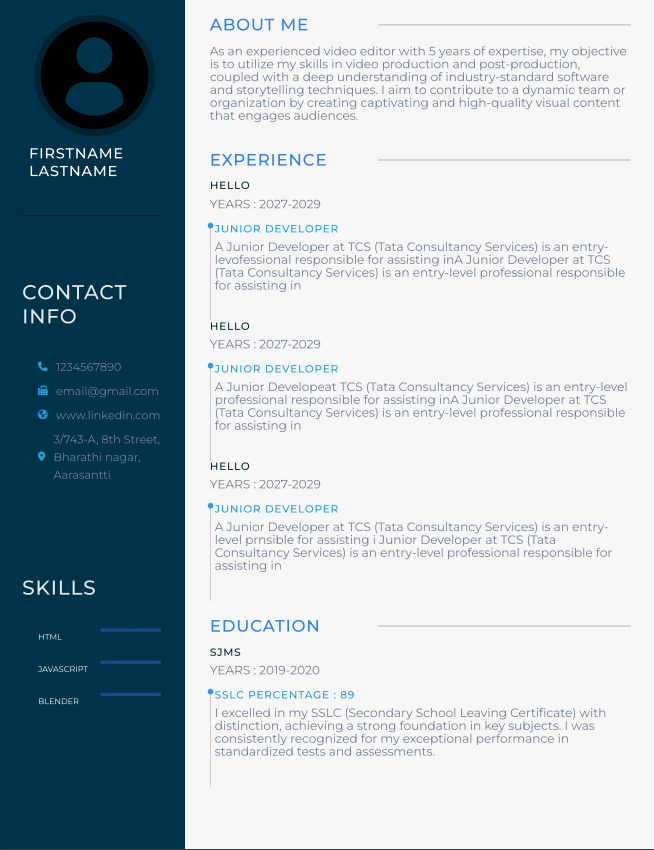 FIRSTNAME
LASTNAME
CONTACT
INFO
1234567890
email@gmail.com
www.linkedin.com
3/743-A, 8th Street,
Bharathi nagar,
Aarasantti
SKILLS
HTML
JAVASCRIPT
BLENDER
ABOUT ME
As an experienced video editor with 5 years of expertise, my objective
is to utilize my skills in video production and post-production,
coupled with a deep understanding of industry-standard software
and storytelling techniques. I aim to contribute to a dynamic team or
organization by creating captivating and high-quality visual content
that engages audiences.
EXPERIENCE
HELLO
YEARS : 2027-2029
JUNIOR DEVELOPER
A Junior Developer at TCS (Tata Consultancy Services) is an entry-
levofessional responsible for assisting inA Junior Developer at TCS
(Tata Consultancy Services) is an entry-level professional responsible
for assisting in
HELLO
YEARS : 2027-2029
JUNIOR DEVELOPER
A Junior Developeat TCS (Tata Consultancy Services) is an entry-level
professional responsible for assisting inA Junior Developer at TCS
(Tata Consultancy Services) is an entry-level professional responsible
for assisting in
HELLO
YEARS : 2027-2029
JUNIOR DEVELOPER
A Junior Developer at TCS (Tata Consultancy Services) is an entry-
level prnsible for assisting i Junior Developer at TCS (Tata
Consultancy Services) is an entry-level professional responsible for
assisting in
EDUCATION
SJMS
YEARS : 2019-2020
SSLC PERCENTAGE : 89
I excelled in my SSLC (Secondary School Leaving Certificate) with
distinction, achieving a strong foundation in key subjects. I was
consistently recognized for my exceptional performance in
standardized tests and assessments.